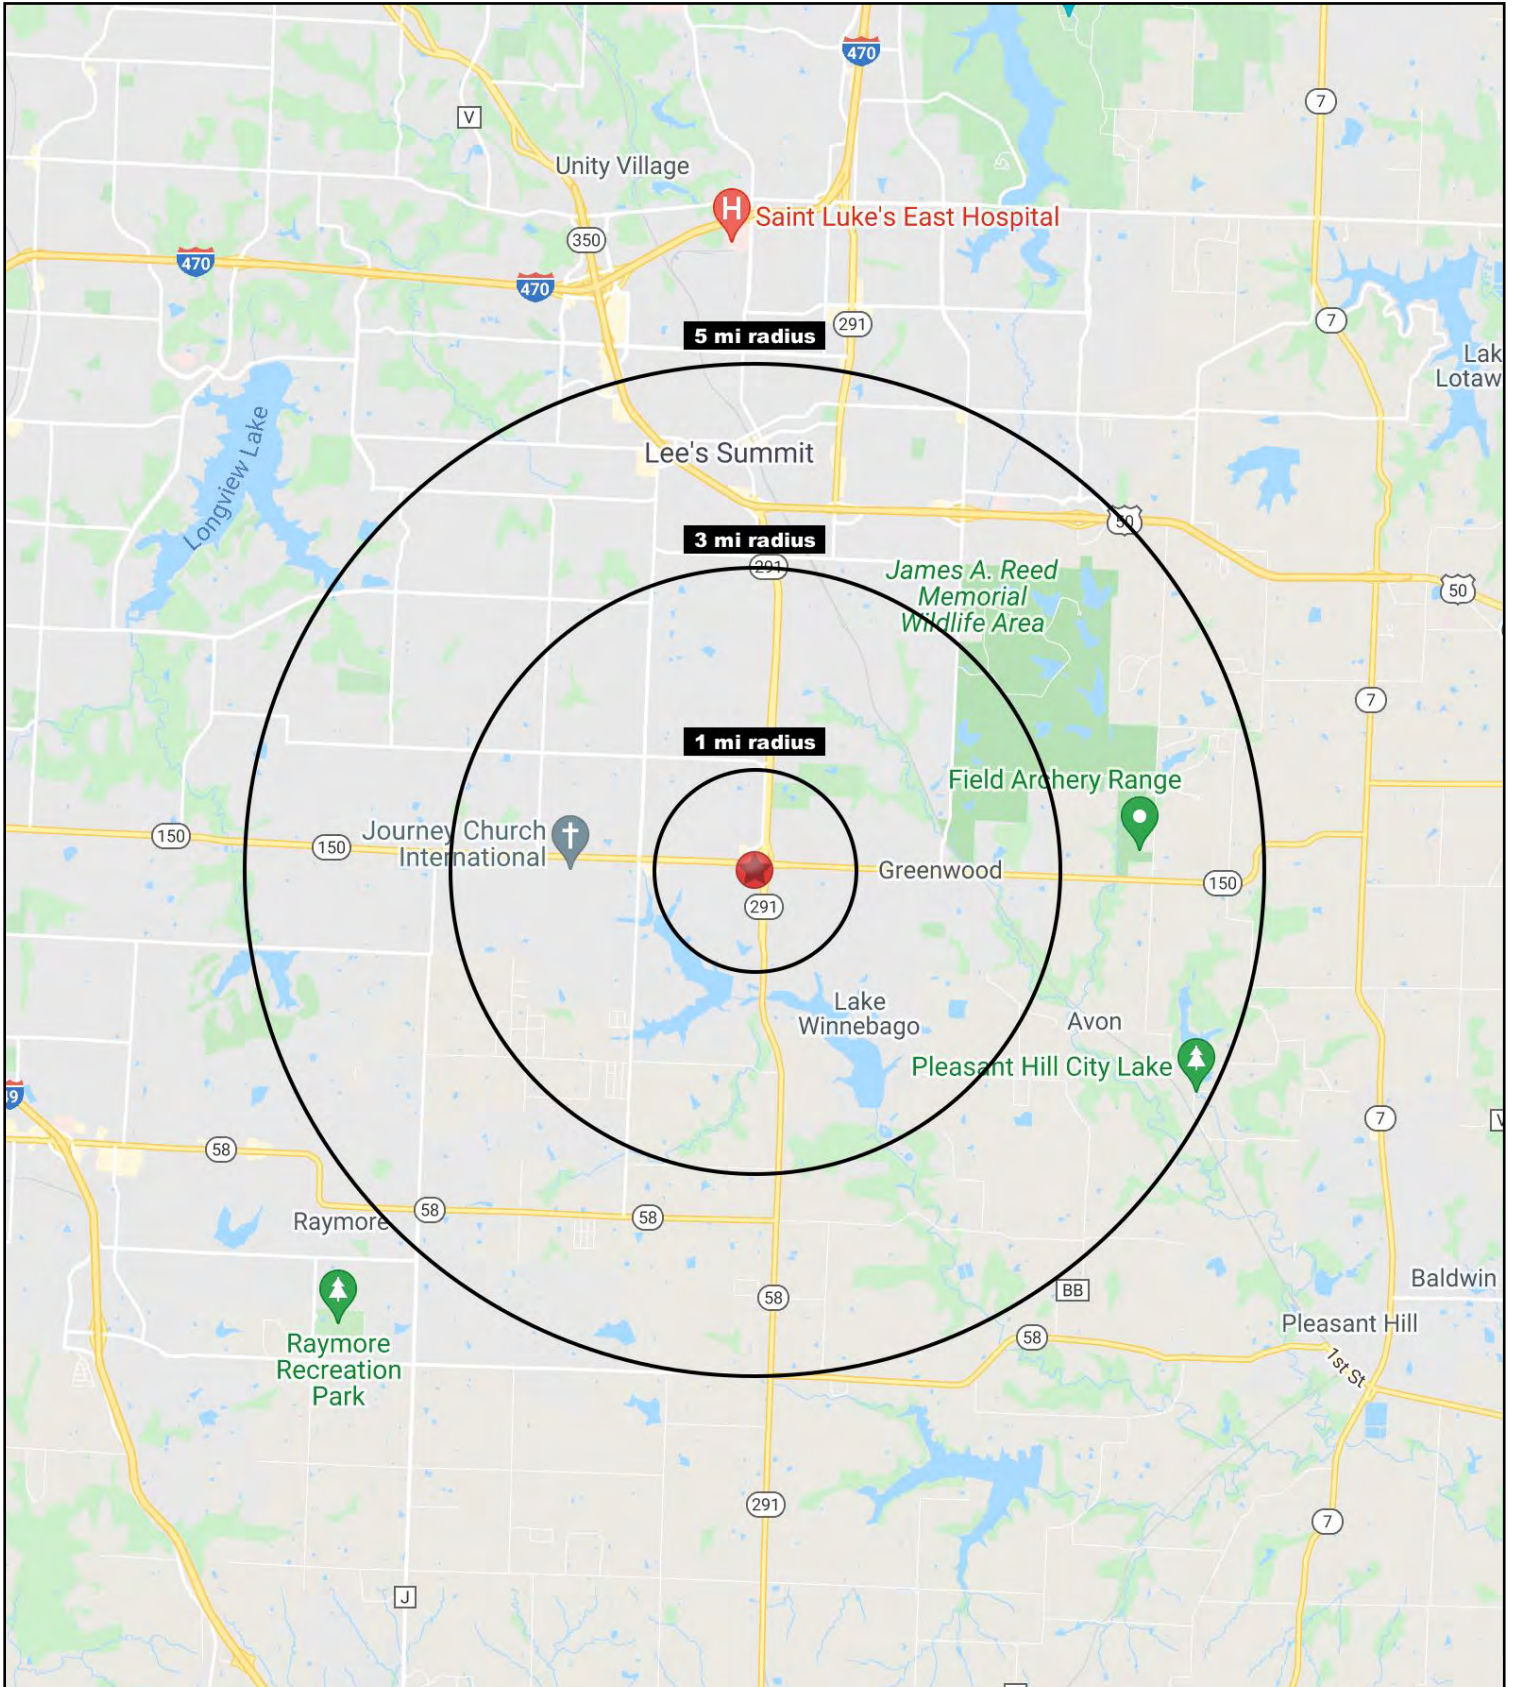 470
7
V
Unity Village
Saint Luke's East Hospital
H
350
470
470
7
291
5 mi radius
Lak
Lotaw
Longview Lake
Lee's Summit
50
3 mi radius
291
James A. Reed
Memorial
Wildlife Area
50
7
1 mi radius
Field Archery Range
150
150
Journey Church
International
Greenwood
150
291
Lake
Winnebago
Avon
Pleasant Hill City Lake
7
58
58
58
Raymore
58
BB
Baldwin
Pleasant Hill
58
1st St
Raymore
Recreation
Park
291
7
J